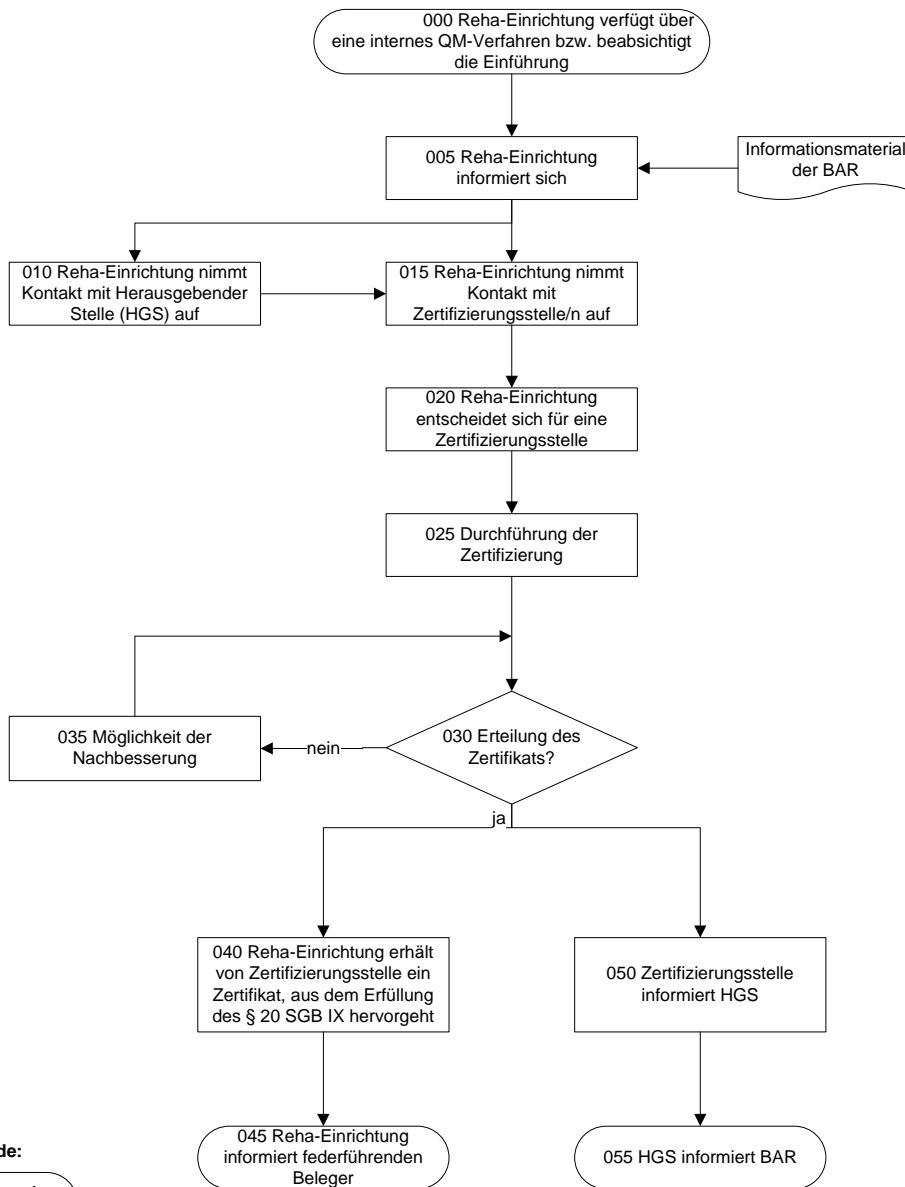 000 Reha-Einrichtung verfügt über
eine internes QM-Verfahren bzw. beabsichtigt
die Einführung
005 Reha-Einrichtung
informiert sich
Informationsmaterial
der BAR
010 Reha-Einrichtung nimmt
Kontakt mit Herausgebender
Stelle (HGS) auf
015 Reha-Einrichtung nimmt
Kontakt mit
Zertifizierungsstelle/n auf
020 Reha-Einrichtung
entscheidet sich für eine
Zertifizierungsstelle
025 Durchführung der
Zertifizierung
035 Möglichkeit der
Nachbesserung
nein
030 Erteilung des
Zertifikats?
ja
040 Reha-Einrichtung erhält
von Zertifizierungsstelle ein
Zertifikat, aus dem Erfüllung
des § 20 SGB IX hervorgeht
050 Zertifizierungsstelle
informiert HGS
045 Reha-Einrichtung
informiert federführenden
Beleger
055 HGS informiert BAR
de: